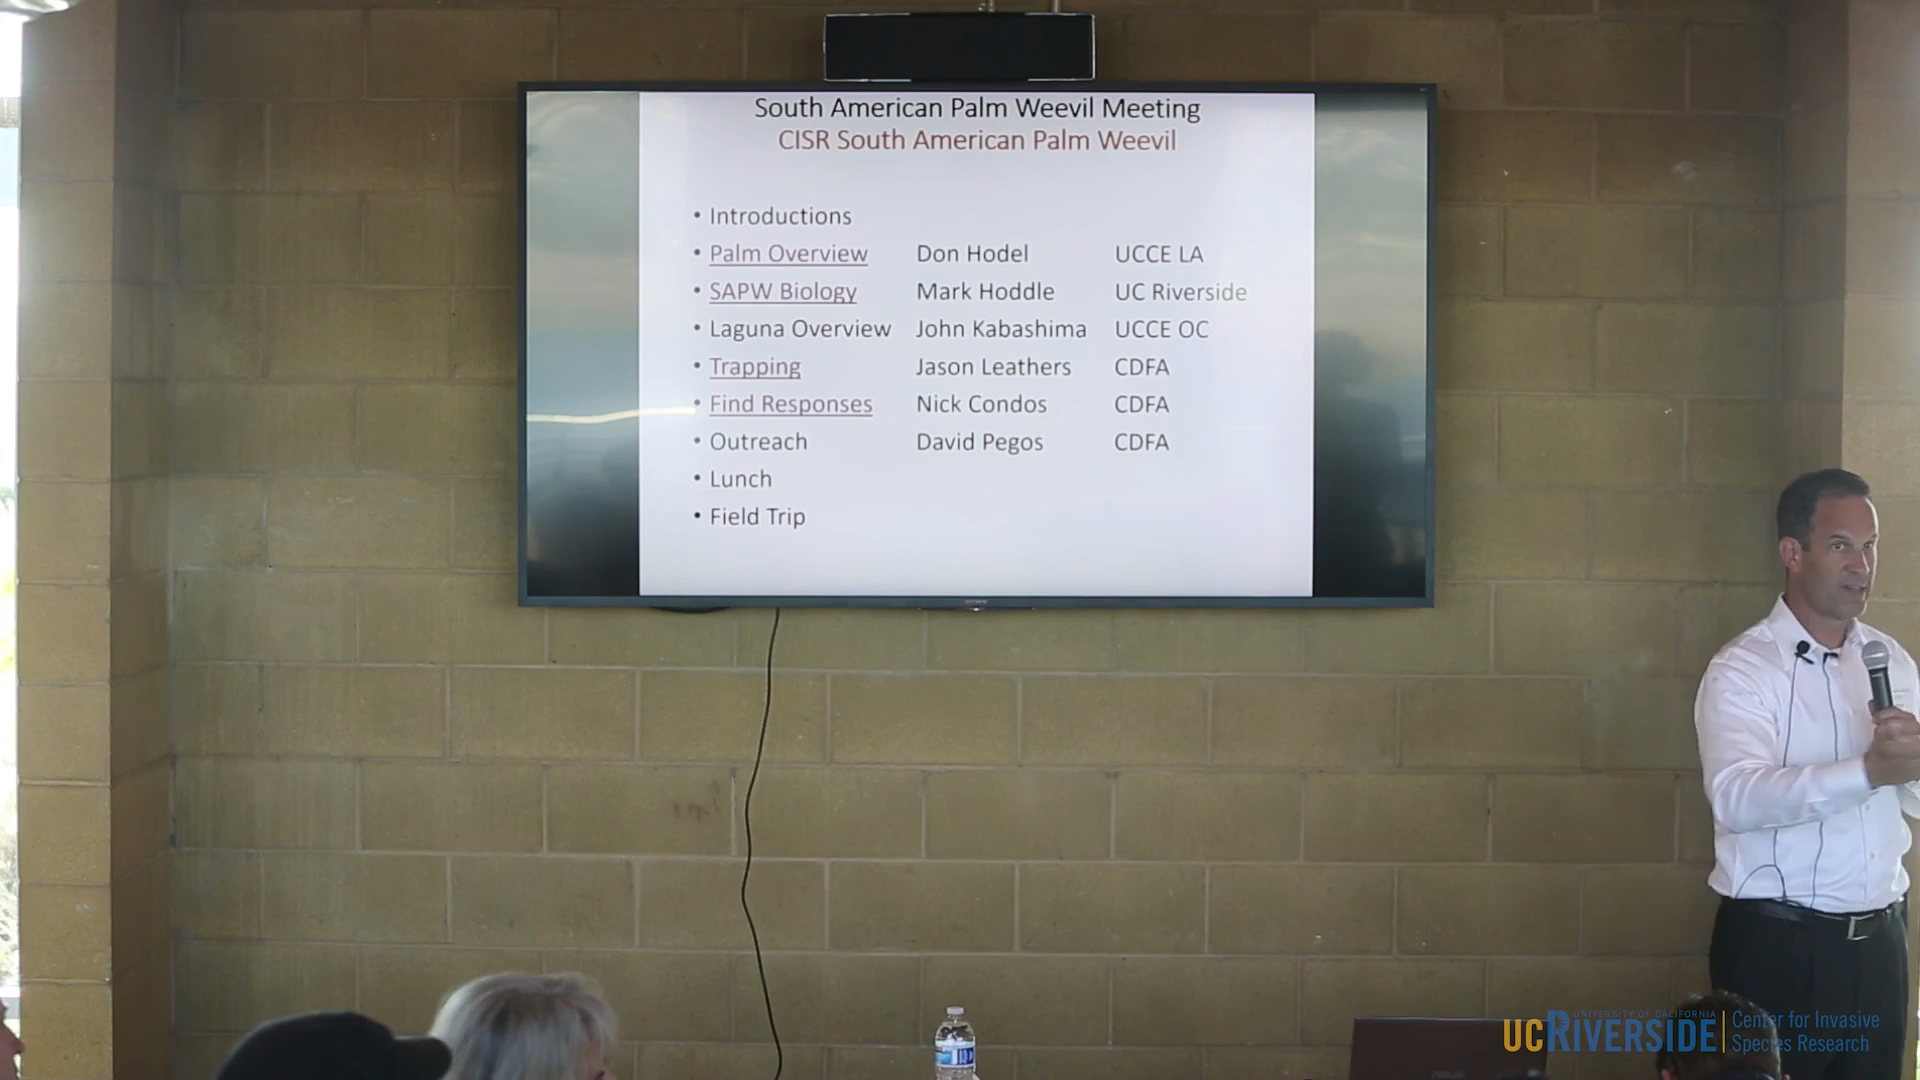 South American Palm Weevil Meeting
CISR South American Palm Weevil
• Introductions
• Palm Overview Don Hodel UCCE LA
• SAPW Biology Mark Hoddle UC Riverside
• Laguna Overview John Kabashima UCCE OC
• Trapping Jason Leathers CDFA
• Find Responses Nick Condos CDFA
• Outreach David Pegos CDFA
• Lunch
• Field Trip
UNIVERSITY OF CALIFORNIA
UCRIVERSIDE
Center for Invasive
Species Research